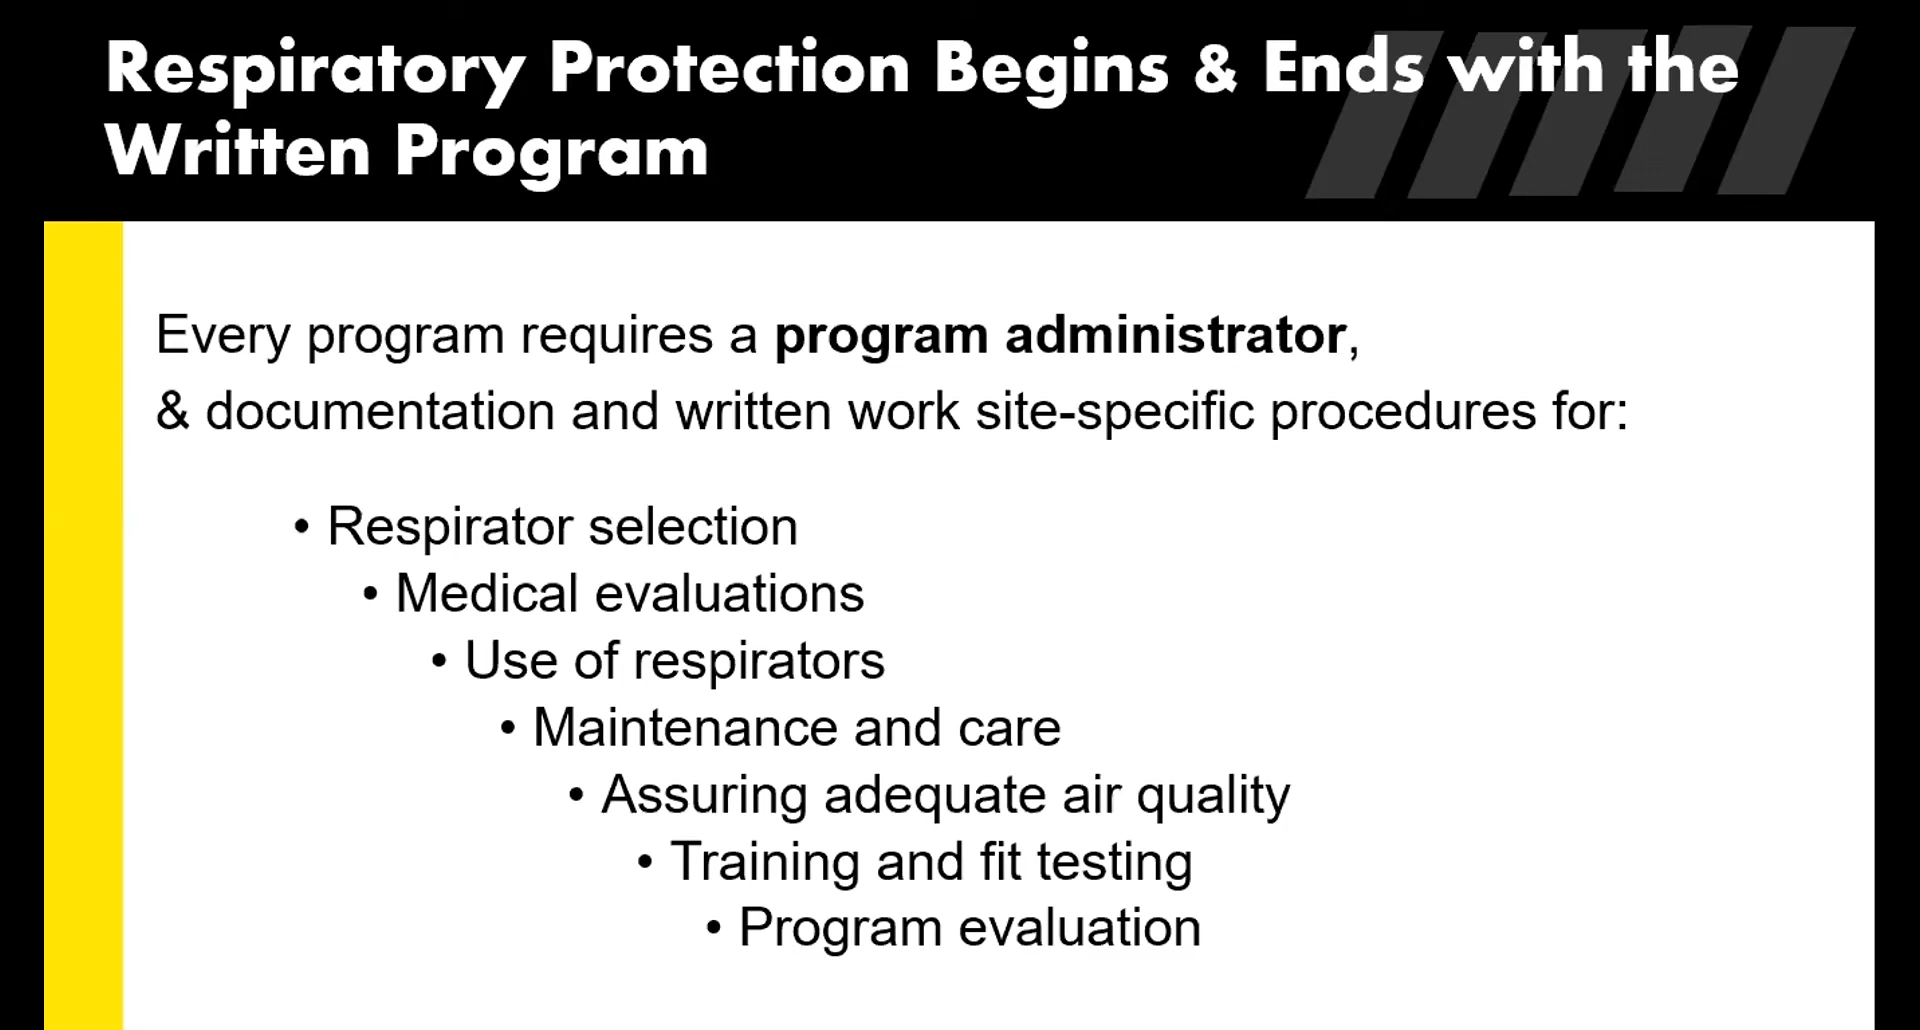 Respiratory Protection Begins & Ends with the
Written Program
Every program requires a program administrator,
& documentation and written work site-specific procedures for:
• Respirator selection
• Medical evaluations
• Use of respirators
• Maintenance and care
• Assuring adequate air quality
• Training and fit testing
• Program evaluation